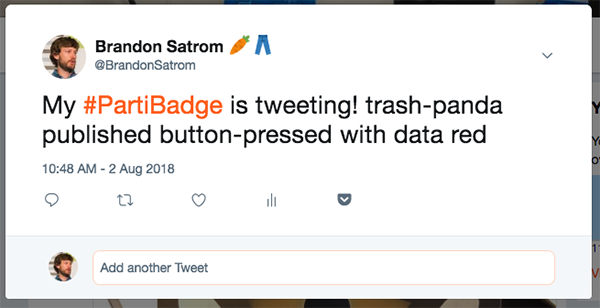 Brandon Satrom 🥕👖
@BrandonSatrom
My #PartiBadge is tweeting! trash-panda
published button-pressed with data red
10:48 AM - 2 Aug 2018
Add another Tweet